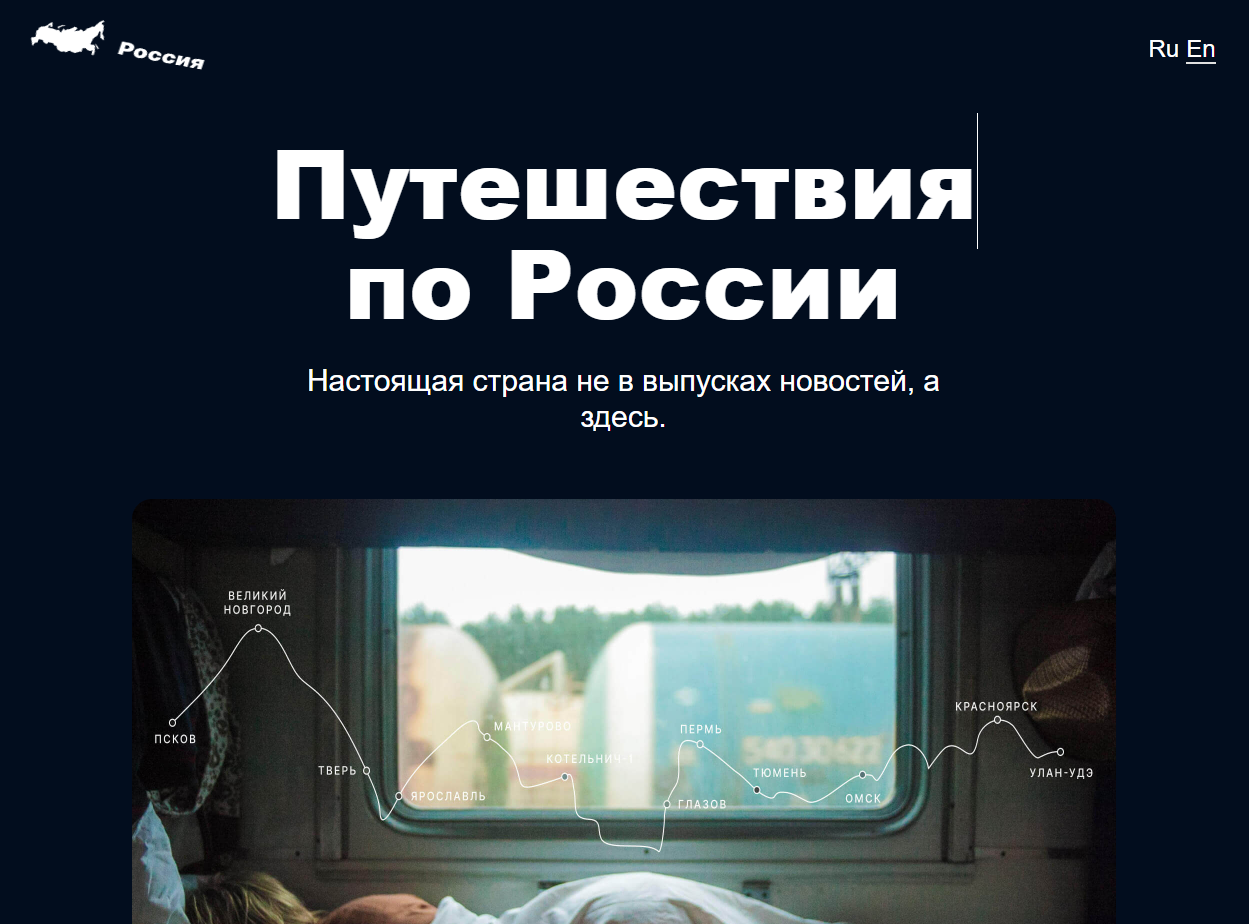 Россия
Ru En
Путешествия
по России
Настоящая страна не в выпусках новостей, а
здесь.
ВЕЛИКИЙ
НОВГОРОД
ПСКОВ
ТВЕРЬ
ЯРОСЛАВЛЬ
МАНТУРОВО
КОТЕЛЬНИЧ-1
ГЛАЗОВ
ПЕРМЬ
ТЮМЕНЬ
ОМСК
КРАСНОЯРСК
УЛАН-УДЭ